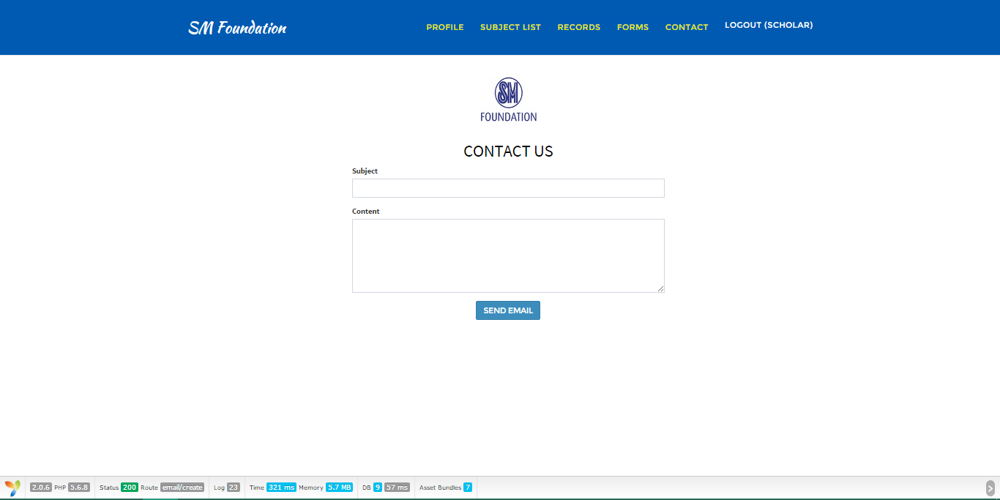 SM Foundation PROFILE SUBJECT LIST RECORDS FORMS CONTACT LOGOUT (SCHOLAR)
SM
FOUNDATION
CONTACT US
Subject
Content
SEND EMAIL
2.0.6 PHP 5.6.8 Status 200 Route email/create Log 23 Time 321 ms Memory 5.7 MB DB 9 57 ms Asset Bundles 7